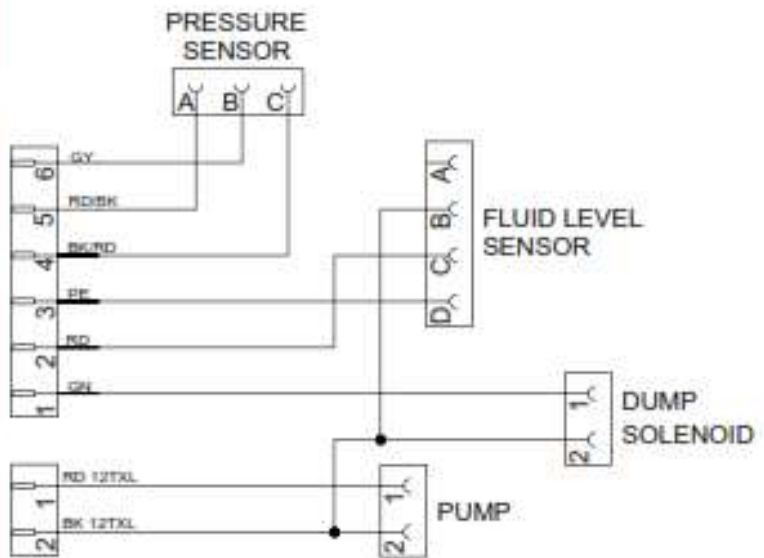 PRESSURE
SENSOR
A B C
6 GY
5 RD/BK
4 BK/RD
3 PE
2 RD
1 GN
A
B
C
D
FLUID LEVEL
SENSOR
1
2
DUMP
SOLENOID
1 RD 12TXL
2 BK 12TXL
1
2
PUMP